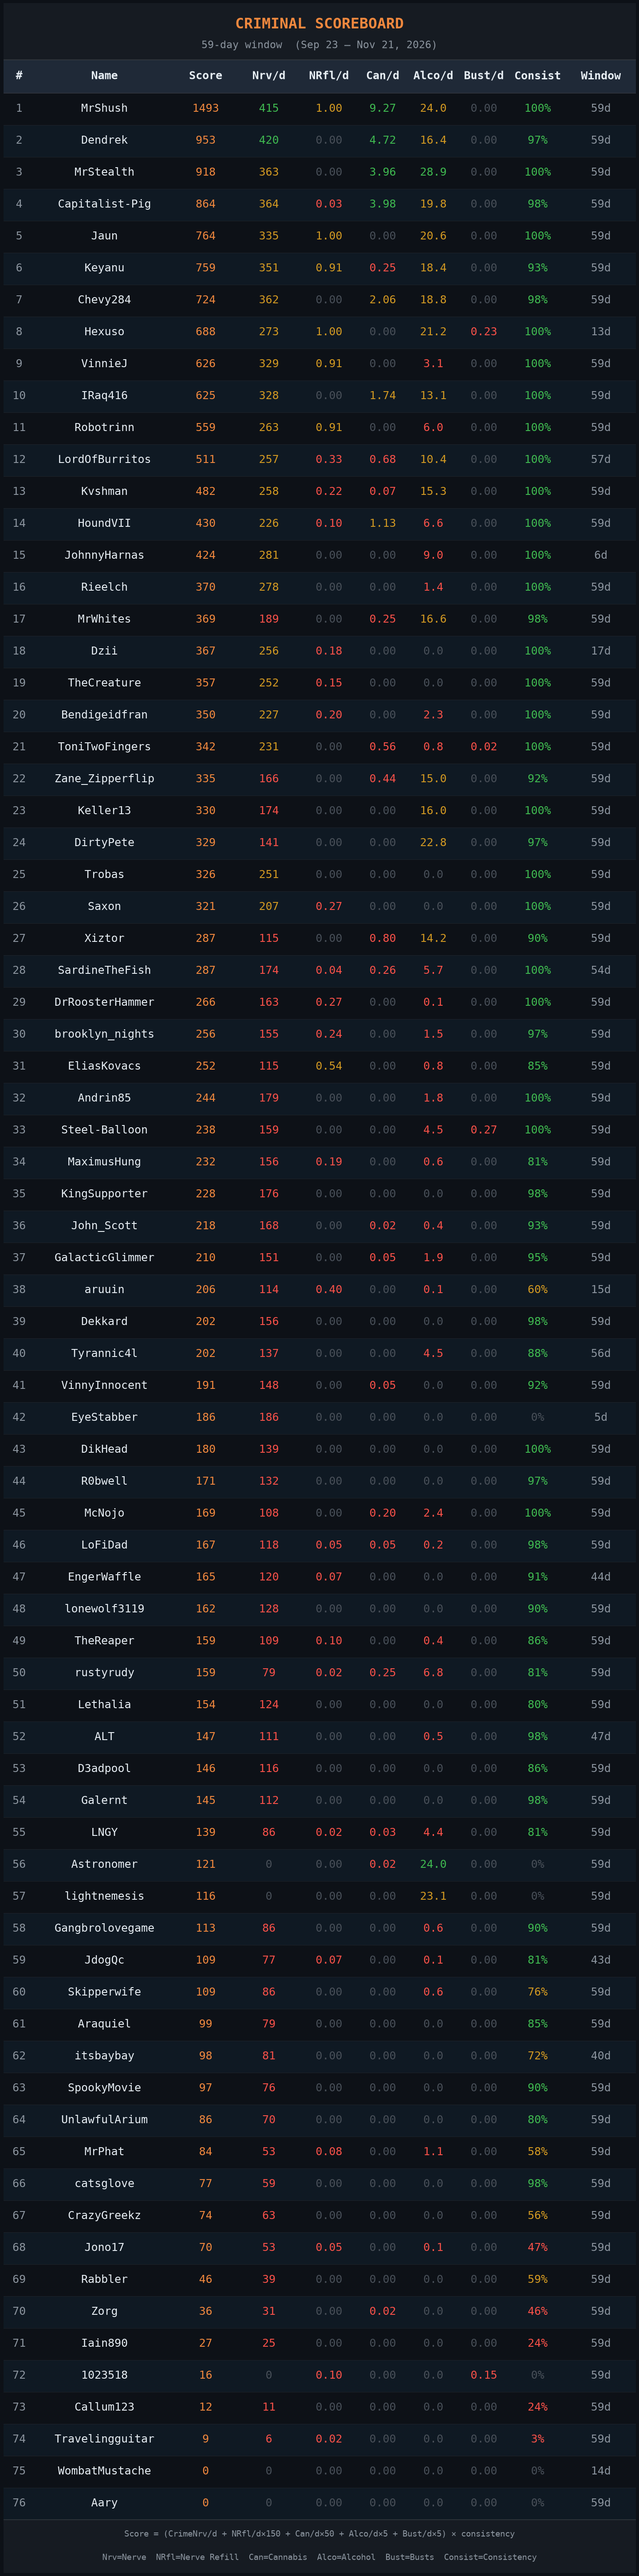 CRIMINAL SCOREBOARD
59-day window (Sep 23 — Nov 21, 2026)
# Name Score Nrv/d NRfl/d Can/d Alco/d Bust/d Consist Window
1 MrShush 1493 415 1.00 9.27 24.0 0.00 100% 59d
2 Dendrek 953 420 0.00 4.72 16.4 0.00 97% 59d
3 MrStealth 918 363 0.00 3.96 28.9 0.00 100% 59d
4 Capitalist-Pig 864 364 0.03 3.98 19.8 0.00 98% 59d
5 Jaun 764 335 1.00 0.00 20.6 0.00 100% 59d
6 Keyanu 759 351 0.91 0.25 18.4 0.00 93% 59d
7 Chevy284 724 362 0.00 2.06 18.8 0.00 98% 59d
8 Hexuso 688 273 1.00 0.00 21.2 0.23 100% 13d
9 VinnieJ 626 329 0.91 0.00 3.1 0.00 100% 59d
10 IRaq416 625 328 0.00 1.74 13.1 0.00 100% 59d
11 Robotrinn 559 263 0.91 0.00 6.0 0.00 100% 59d
12 LordOfBurritos 511 257 0.33 0.68 10.4 0.00 100% 57d
13 Kvshman 482 258 0.22 0.07 15.3 0.00 100% 59d
14 HoundVII 430 226 0.10 1.13 6.6 0.00 100% 59d
15 JohnnyHarnas 424 281 0.00 0.00 9.0 0.00 100% 6d
16 Rieelch 370 278 0.00 0.00 1.4 0.00 100% 59d
17 MrWhites 369 189 0.00 0.25 16.6 0.00 98% 59d
18 Dzii 367 256 0.18 0.00 0.0 0.00 100% 17d
19 TheCreature 357 252 0.15 0.00 0.0 0.00 100% 59d
20 Bendigeidfran 350 227 0.20 0.00 2.3 0.00 100% 59d
21 ToniTwoFingers 342 231 0.00 0.56 0.8 0.02 100% 59d
22 Zane_Zipperflip 335 166 0.00 0.44 15.0 0.00 92% 59d
23 Keller13 330 174 0.00 0.00 16.0 0.00 100% 59d
24 DirtyPete 329 141 0.00 0.00 22.8 0.00 97% 59d
25 Trobas 326 251 0.00 0.00 0.0 0.00 100% 59d
26 Saxon 321 207 0.27 0.00 0.0 0.00 100% 59d
27 Xiztor 287 115 0.00 0.80 14.2 0.00 90% 59d
28 SardineTheFish 287 174 0.04 0.26 5.7 0.00 100% 54d
29 DrRoosterHammer 266 163 0.27 0.00 0.1 0.00 100% 59d
30 brooklyn_nights 256 155 0.24 0.00 1.5 0.00 97% 59d
31 EliasKovacs 252 115 0.54 0.00 0.8 0.00 85% 59d
32 Andrin85 244 179 0.00 0.00 1.8 0.00 100% 59d
33 Steel-Balloon 238 159 0.00 0.00 4.5 0.27 100% 59d
34 MaximusHung 232 156 0.19 0.00 0.6 0.00 81% 59d
35 KingSupporter 228 176 0.00 0.00 0.0 0.00 98% 59d
36 John_Scott 218 168 0.00 0.02 0.4 0.00 93% 59d
37 GalacticGlimmer 210 151 0.00 0.05 1.9 0.00 95% 59d
38 aruuin 206 114 0.40 0.00 0.1 0.00 60% 15d
39 Dekkard 202 156 0.00 0.00 0.0 0.00 98% 59d
40 Tyrannic4l 202 137 0.00 0.00 4.5 0.00 88% 56d
41 VinnyInnocent 191 148 0.00 0.05 0.0 0.00 92% 59d
42 EyeStabber 186 186 0.00 0.00 0.0 0.00 0% 5d
43 DikHead 180 139 0.00 0.00 0.0 0.00 100% 59d
44 R0bwell 171 132 0.00 0.00 0.0 0.00 97% 59d
45 McNojo 169 108 0.00 0.20 2.4 0.00 100% 59d
46 LoFiDad 167 118 0.05 0.05 0.2 0.00 98% 59d
47 EngerWaffle 165 120 0.07 0.00 0.0 0.00 91% 44d
48 lonewolf3119 162 128 0.00 0.00 0.0 0.00 90% 59d
49 TheReaper 159 109 0.10 0.00 0.4 0.00 86% 59d
50 rustyrudy 159 79 0.02 0.25 6.8 0.00 81% 59d
51 Lethalia 154 124 0.00 0.00 0.0 0.00 80% 59d
52 ALT 147 111 0.00 0.00 0.5 0.00 98% 47d
53 D3adpool 146 116 0.00 0.00 0.0 0.00 86% 59d
54 Galernt 145 112 0.00 0.00 0.0 0.00 98% 59d
55 LNGY 139 86 0.02 0.03 4.4 0.00 81% 59d
56 Astronomer 121 0 0.00 0.02 24.0 0.00 0% 59d
57 lightnemesis 116 0 0.00 0.00 23.1 0.00 0% 59d
58 Gangbrolovegame 113 86 0.00 0.00 0.6 0.00 90% 59d
59 JdogQc 109 77 0.07 0.00 0.1 0.00 81% 43d
60 Skipperwife 109 86 0.00 0.00 0.6 0.00 76% 59d
61 Araquiel 99 79 0.00 0.00 0.0 0.00 85% 59d
62 itsbaybay 98 81 0.00 0.00 0.0 0.00 72% 40d
63 SpookyMovie 97 76 0.00 0.00 0.0 0.00 90% 59d
64 UnlawfulArium 86 70 0.00 0.00 0.0 0.00 80% 59d
65 MrPhat 84 53 0.08 0.00 1.1 0.00 58% 59d
66 catsglove 77 59 0.00 0.00 0.0 0.00 98% 59d
67 CrazyGreekz 74 63 0.00 0.00 0.0 0.00 56% 59d
68 Jono17 70 53 0.05 0.00 0.1 0.00 47% 59d
69 Rabbler 46 39 0.00 0.00 0.0 0.00 59% 59d
70 Zorg 36 31 0.00 0.02 0.0 0.00 46% 59d
71 Iain890 27 25 0.00 0.00 0.0 0.00 24% 59d
72 1023518 16 0 0.10 0.00 0.0 0.15 0% 59d
73 Callum123 12 11 0.00 0.00 0.0 0.00 24% 59d
74 Travelingguitar 9 6 0.02 0.00 0.0 0.00 3% 59d
75 WombatMustache 0 0 0.00 0.00 0.0 0.00 0% 14d
76 Aary 0 0 0.00 0.00 0.0 0.00 0% 59d
Score = (CrimeNrv/d + NRfl/d×150 + Can/d×50 + Alco/d×5 + Bust/d×5) × consistency
Nrv=Nerve NRfl=Nerve Refill Can=Cannabis Alco=Alcohol Bust=Busts Consist=Consistency